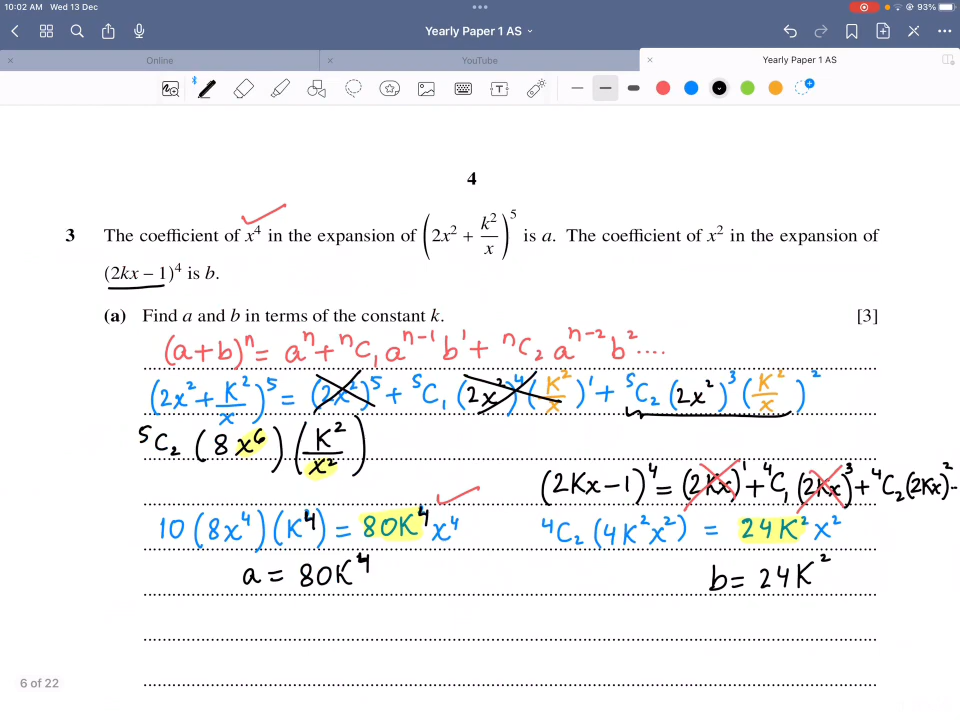 10:02 AM Wed 13 Dec
93%
Yearly Paper 1 AS
Online
YouTube
Yearly Paper 1 AS
4
3 The coefficient of x⁴ in the expansion of (2x² + k²/x)⁵ is a. The coefficient of x² in the expansion of
(2kx – 1)⁴ is b.
(a) Find a and b in terms of the constant k. [3]
(a+b)ⁿ = aⁿ + ⁿC₁ aⁿ⁻¹ b¹ + ⁿC₂ aⁿ⁻² b² ....
(2x² + K²/x)⁵ = (2x²)⁵ + ⁵C₁ (2x²)⁴ (K²/x)¹ + ⁵C₂ (2x²)³ (K²/x)²
⁵C₂ (8x⁶) (K²/x²)
(2Kx-1)⁴ = (2Kx)¹ + ⁴C₁ (2Kx)³ + ⁴C₂ (2Kx)² -
10 (8x⁴) (K⁴) = 80K⁴x⁴
⁴C₂ (4K²x²) = 24K²x²
a = 80K⁴
b = 24K²
6 of 22